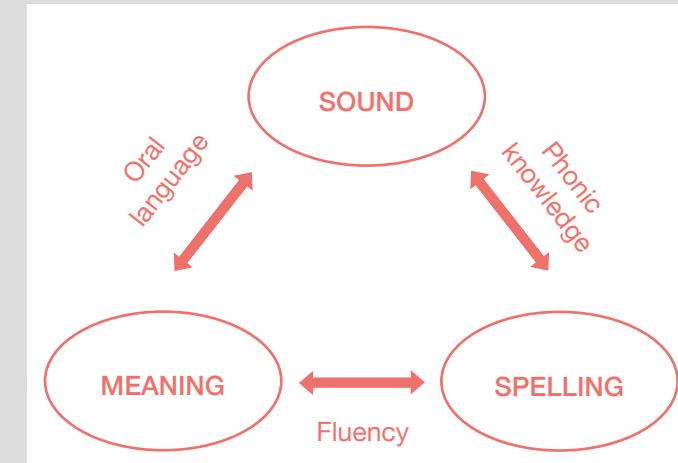 SOUND
Oral
language
Phonic
knowledge
MEANING
SPELLING
Fluency